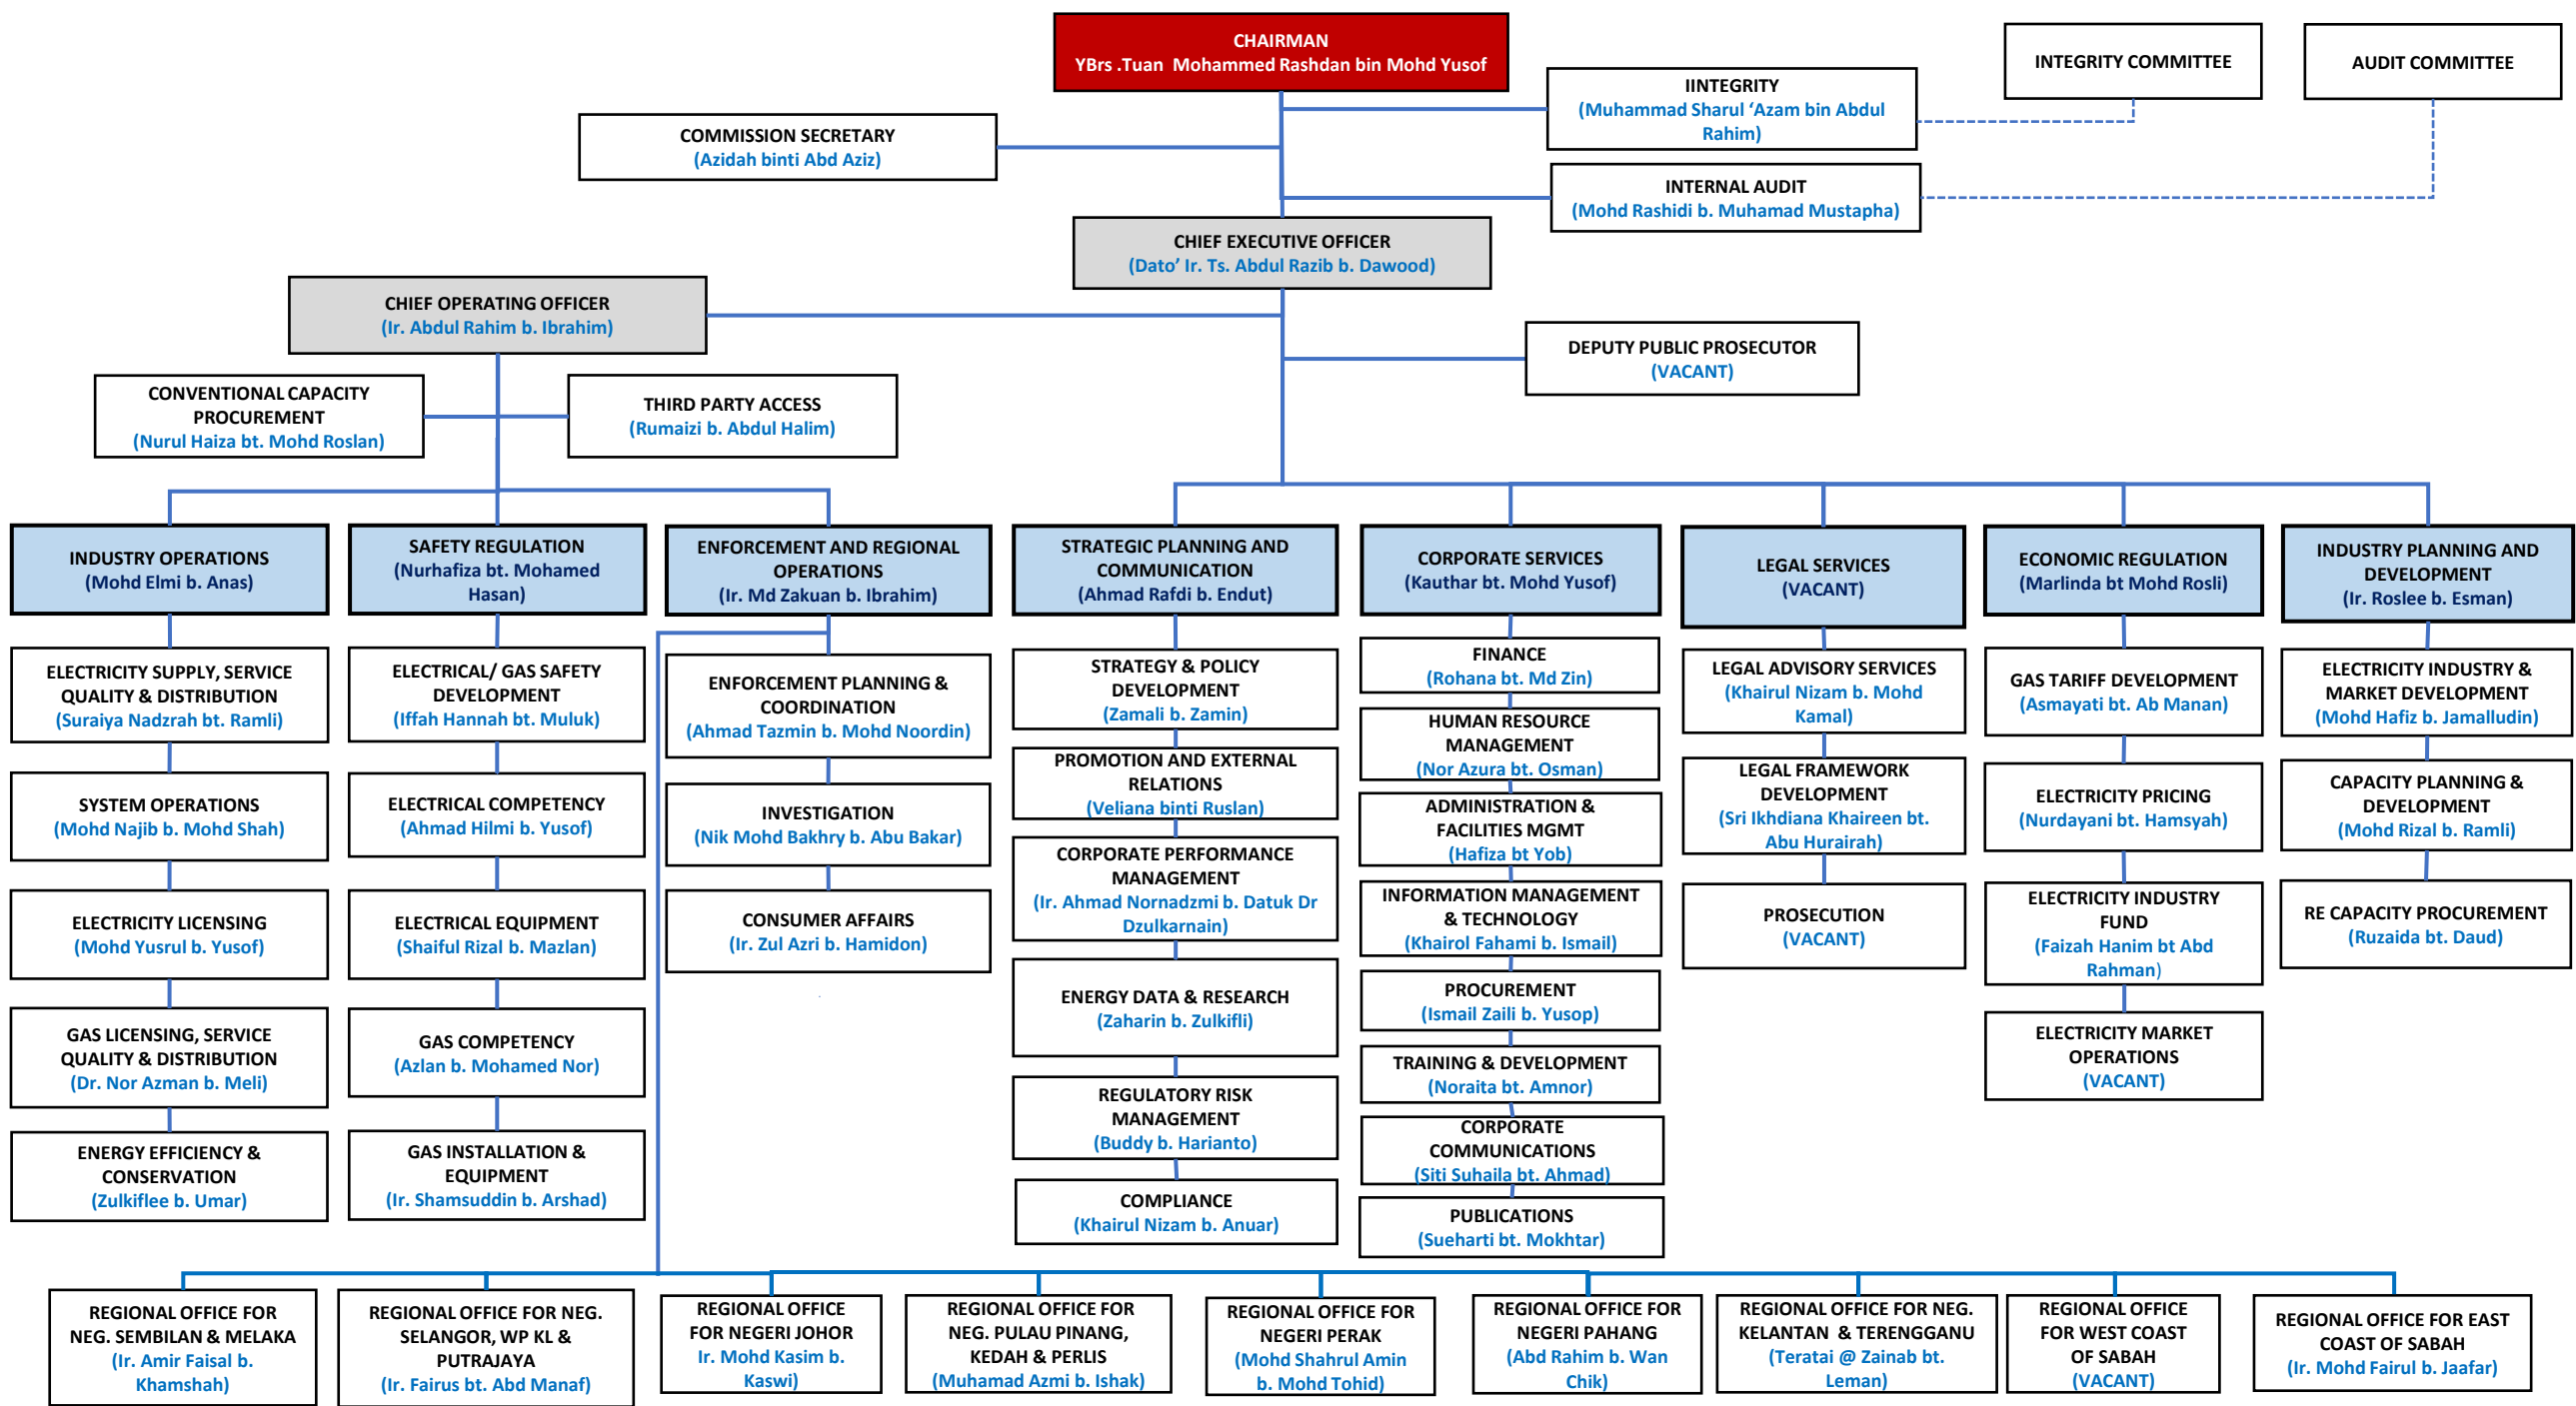 CHAIRMAN
YBrs .Tuan  Mohammed Rashdan bin Mohd Yusof
INTEGRITY COMMITTEE
AUDIT COMMITTEE
IINTEGRITY
(Muhammad Sharul ‘Azam bin Abdul
Rahim)
COMMISSION SECRETARY
(Azidah binti Abd Aziz)
INTERNAL AUDIT
(Mohd Rashidi b. Muhamad Mustapha)
CHIEF EXECUTIVE OFFICER
(Dato’ Ir. Ts. Abdul Razib b. Dawood)
CHIEF OPERATING OFFICER
(Ir. Abdul Rahim b. Ibrahim)
DEPUTY PUBLIC PROSECUTOR
(VACANT)
CONVENTIONAL CAPACITY
PROCUREMENT
(Nurul Haiza bt. Mohd Roslan)
THIRD PARTY ACCESS
(Rumaizi b. Abdul Halim)
INDUSTRY OPERATIONS
(Mohd Elmi b. Anas)
SAFETY REGULATION
(Nurhafiza bt. Mohamed
Hasan)
ENFORCEMENT AND REGIONAL
OPERATIONS
(Ir. Md Zakuan b. Ibrahim)
STRATEGIC PLANNING AND
COMMUNICATION
(Ahmad Rafdi b. Endut)
CORPORATE SERVICES
(Kauthar bt. Mohd Yusof)
LEGAL SERVICES
(VACANT)
ECONOMIC REGULATION
(Marlinda bt Mohd Rosli)
INDUSTRY PLANNING AND
DEVELOPMENT
(Ir. Roslee b. Esman)
ELECTRICITY SUPPLY, SERVICE
QUALITY & DISTRIBUTION
(Suraiya Nadzrah bt. Ramli)
SYSTEM OPERATIONS
(Mohd Najib b. Mohd Shah)
ELECTRICITY LICENSING
(Mohd Yusrul b. Yusof)
GAS LICENSING, SERVICE
QUALITY & DISTRIBUTION
(Dr. Nor Azman b. Meli)
ENERGY EFFICIENCY &
CONSERVATION
(Zulkiflee b. Umar)
ELECTRICAL/ GAS SAFETY
DEVELOPMENT
(Iffah Hannah bt. Muluk)
ELECTRICAL COMPETENCY
(Ahmad Hilmi b. Yusof)
ELECTRICAL EQUIPMENT
(Shaiful Rizal b. Mazlan)
GAS COMPETENCY
(Azlan b. Mohamed Nor)
GAS INSTALLATION &
EQUIPMENT
(Ir. Shamsuddin b. Arshad)
ENFORCEMENT PLANNING &
COORDINATION
(Ahmad Tazmin b. Mohd Noordin)
INVESTIGATION
(Nik Mohd Bakhry b. Abu Bakar)
CONSUMER AFFAIRS
(Ir. Zul Azri b. Hamidon)
STRATEGY & POLICY
DEVELOPMENT
(Zamali b. Zamin)
PROMOTION AND EXTERNAL
RELATIONS
(Veliana binti Ruslan)
CORPORATE PERFORMANCE
MANAGEMENT
(Ir. Ahmad Nornadzmi b. Datuk Dr
Dzulkarnain)
ENERGY DATA & RESEARCH
(Zaharin b. Zulkifli)
REGULATORY RISK
MANAGEMENT
(Buddy b. Harianto)
COMPLIANCE
(Khairul Nizam b. Anuar)
FINANCE
(Rohana bt. Md Zin)
HUMAN RESOURCE
MANAGEMENT
(Nor Azura bt. Osman)
ADMINISTRATION &
FACILITIES MGMT
(Hafiza bt Yob)
INFORMATION MANAGEMENT
& TECHNOLOGY
(Khairol Fahami b. Ismail)
PROCUREMENT
(Ismail Zaili b. Yusop)
TRAINING & DEVELOPMENT
(Noraita bt. Amnor)
CORPORATE
COMMUNICATIONS
(Siti Suhaila bt. Ahmad)
PUBLICATIONS
(Sueharti bt. Mokhtar)
LEGAL ADVISORY SERVICES
(Khairul Nizam b. Mohd
Kamal)
LEGAL FRAMEWORK
DEVELOPMENT
(Sri Ikhdiana Khaireen bt.
Abu Hurairah)
PROSECUTION
(VACANT)
GAS TARIFF DEVELOPMENT
(Asmayati bt. Ab Manan)
ELECTRICITY PRICING
(Nurdayani bt. Hamsyah)
ELECTRICITY INDUSTRY
FUND
(Faizah Hanim bt Abd
Rahman)
ELECTRICITY MARKET
OPERATIONS
(VACANT)
ELECTRICITY INDUSTRY &
MARKET DEVELOPMENT
(Mohd Hafiz b. Jamalludin)
CAPACITY PLANNING &
DEVELOPMENT
(Mohd Rizal b. Ramli)
RE CAPACITY PROCUREMENT
(Ruzaida bt. Daud)
REGIONAL OFFICE FOR
NEG. SEMBILAN & MELAKA
(Ir. Amir Faisal b.
Khamshah)
REGIONAL OFFICE FOR NEG.
SELANGOR, WP KL &
PUTRAJAYA
(Ir. Fairus bt. Abd Manaf)
REGIONAL OFFICE
FOR NEGERI JOHOR
Ir. Mohd Kasim b.
Kaswi)
REGIONAL OFFICE FOR
NEG. PULAU PINANG,
KEDAH & PERLIS
(Muhamad Azmi b. Ishak)
REGIONAL OFFICE FOR
NEGERI PERAK
(Mohd Shahrul Amin
b. Mohd Tohid)
REGIONAL OFFICE FOR
NEGERI PAHANG
(Abd Rahim b. Wan
Chik)
REGIONAL OFFICE FOR NEG.
KELANTAN  & TERENGGANU
(Teratai @ Zainab bt.
Leman)
REGIONAL OFFICE
FOR WEST COAST
OF SABAH
(VACANT)
REGIONAL OFFICE FOR EAST
COAST OF SABAH
(Ir. Mohd Fairul b. Jaafar)